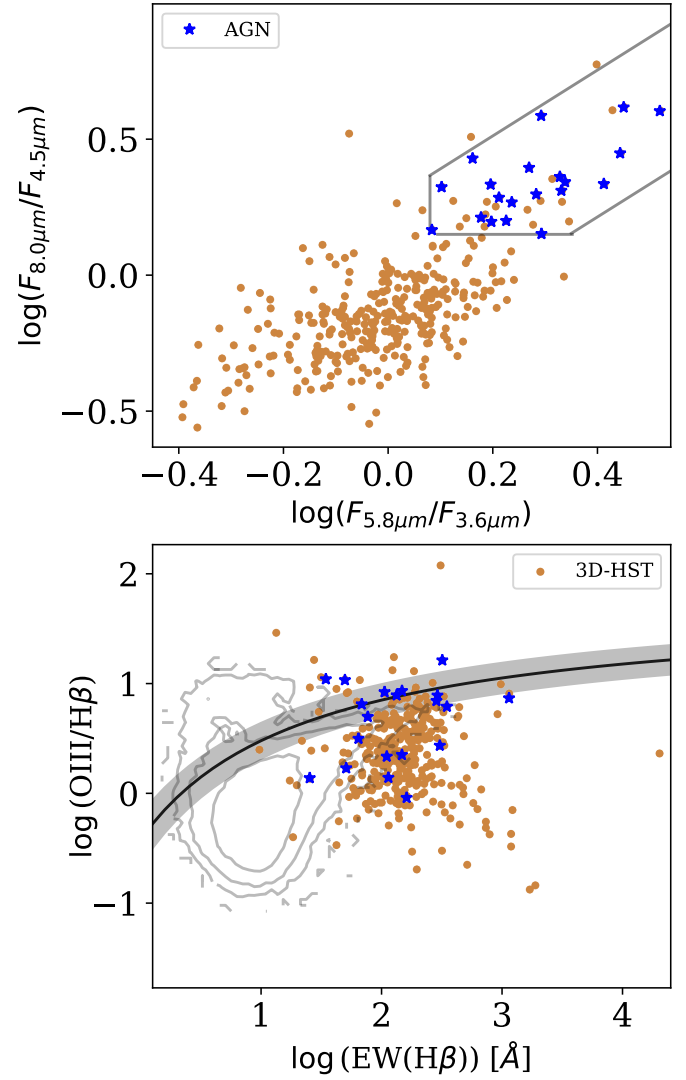 AGN
0.5
0.0
−0.5
log(F8.0μm/F4.5μm)
−0.4 −0.2 0.0 0.2 0.4
log(F5.8μm/F3.6μm)
3D-HST
2
1
0
−1
log (OIII/Hβ)
1 2 3 4
log (EW(Hβ)) [Å]